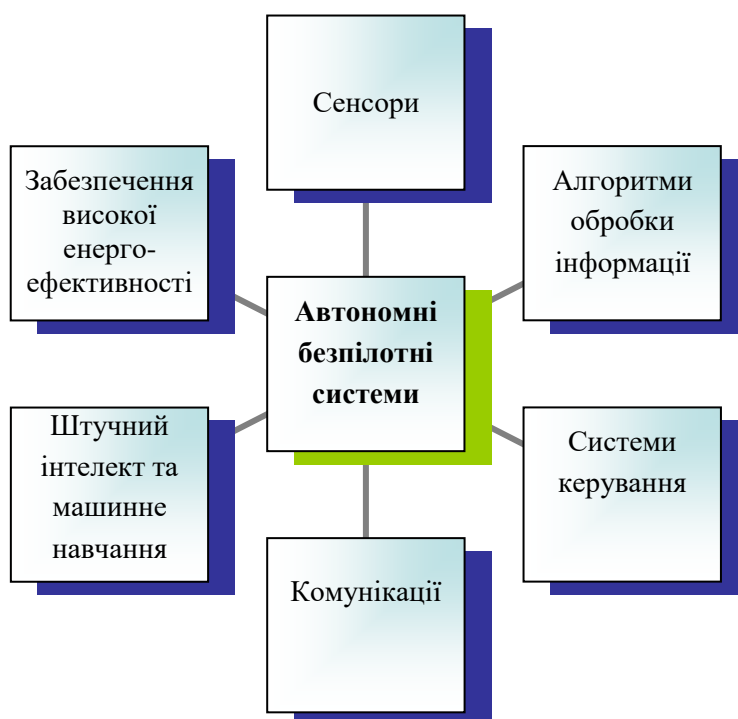 Сенсори
Забезпечення
високої
енерго-
ефективності
Алгоритми
обробки
інформації
Автономні
безпілотні
системи
Штучний
інтелект та
машинне
навчання
Системи
керування
Комунікації